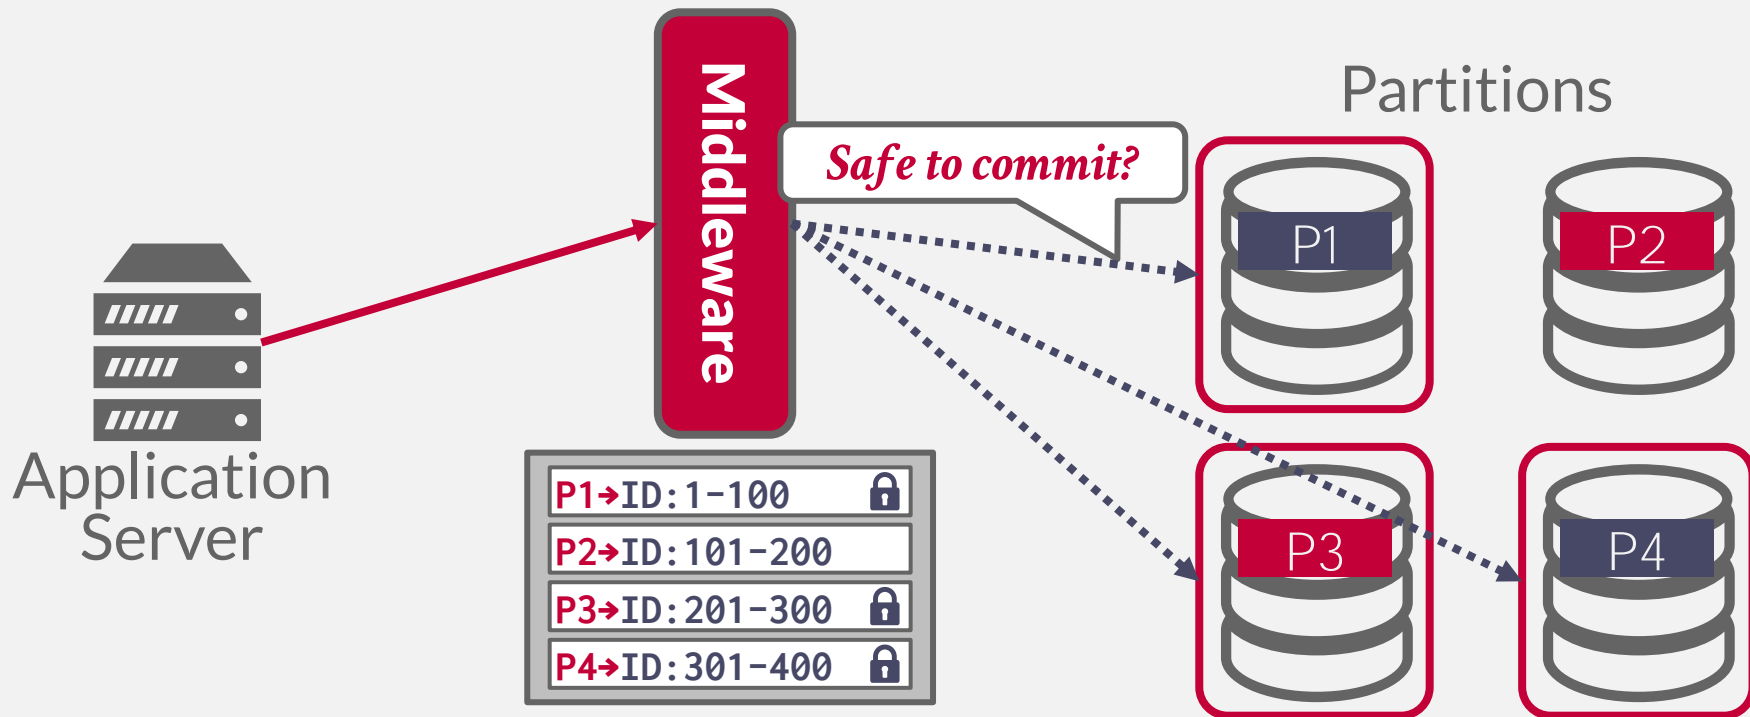 Middleware
Partitions
Safe to commit?
P1
P2
Application
Server
P1→ID:1-100
P2→ID:101-200
P3→ID:201-300
P4→ID:301-400
P3
P4